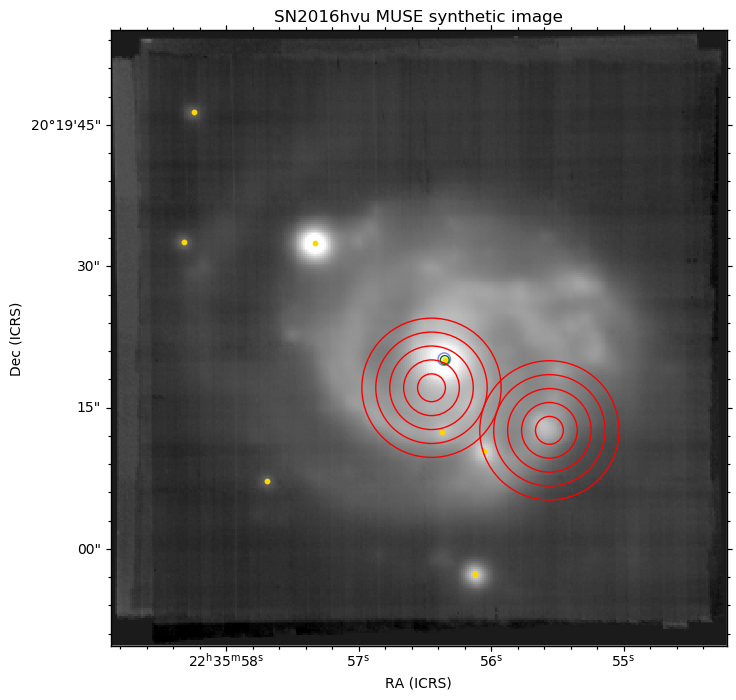 SN2016hvu MUSE synthetic image
20°19'45"
30"
15"
00"
Dec (ICRS)
22ʰ35ᵐ58ˢ
57ˢ
56ˢ
55ˢ
RA (ICRS)